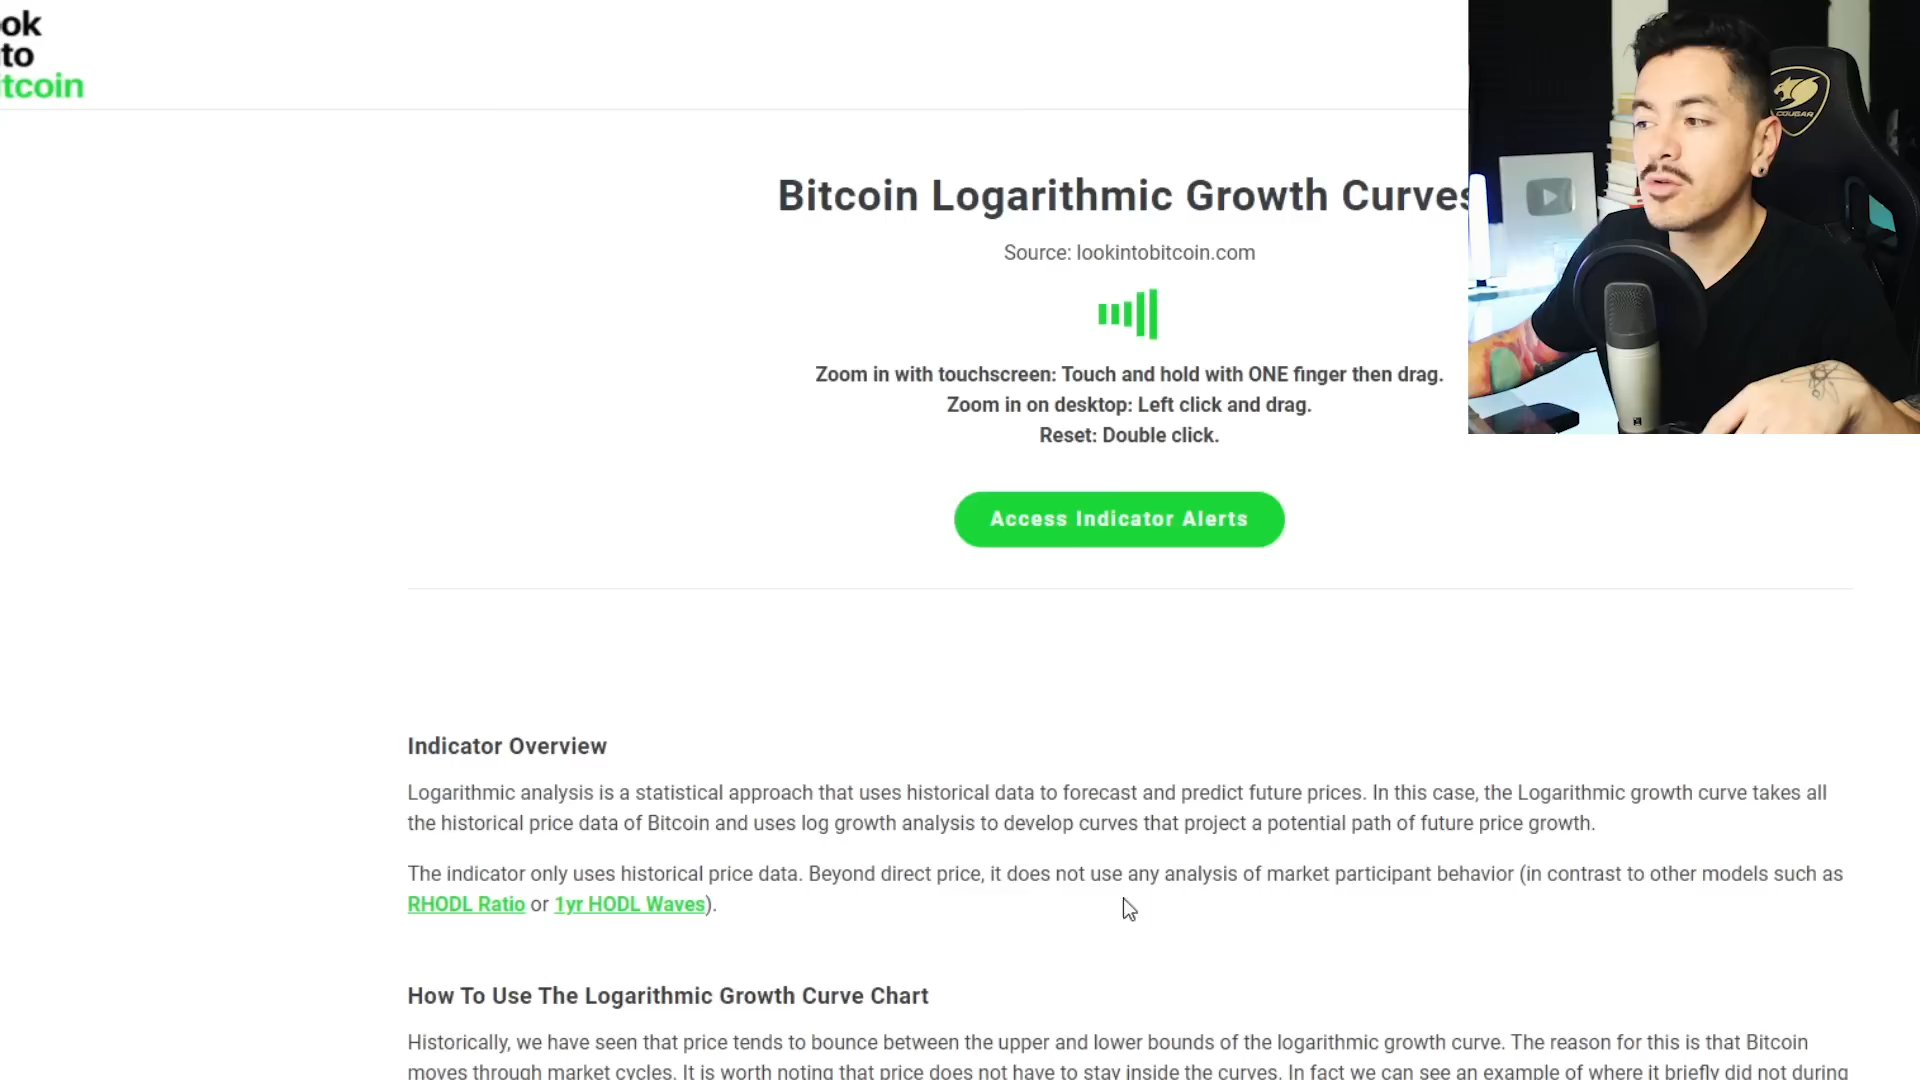 ok
to
tcoin
Bitcoin Logarithmic Growth Curves
Source: lookintobitcoin.com
Zoom in with touchscreen: Touch and hold with ONE finger then drag.
Zoom in on desktop: Left click and drag.
Reset: Double click.
Access Indicator Alerts
Indicator Overview
Logarithmic analysis is a statistical approach that uses historical data to forecast and predict future prices. In this case, the Logarithmic growth curve takes all
the historical price data of Bitcoin and uses log growth analysis to develop curves that project a potential path of future price growth.
The indicator only uses historical price data. Beyond direct price, it does not use any analysis of market participant behavior (in contrast to other models such as
RHODL Ratio or 1yr HODL Waves).
How To Use The Logarithmic Growth Curve Chart
Historically, we have seen that price tends to bounce between the upper and lower bounds of the logarithmic growth curve. The reason for this is that Bitcoin
moves through market cycles. It is worth noting that price does not have to stay inside the curves. In fact we can see an example of where it briefly did not during
COUGAR